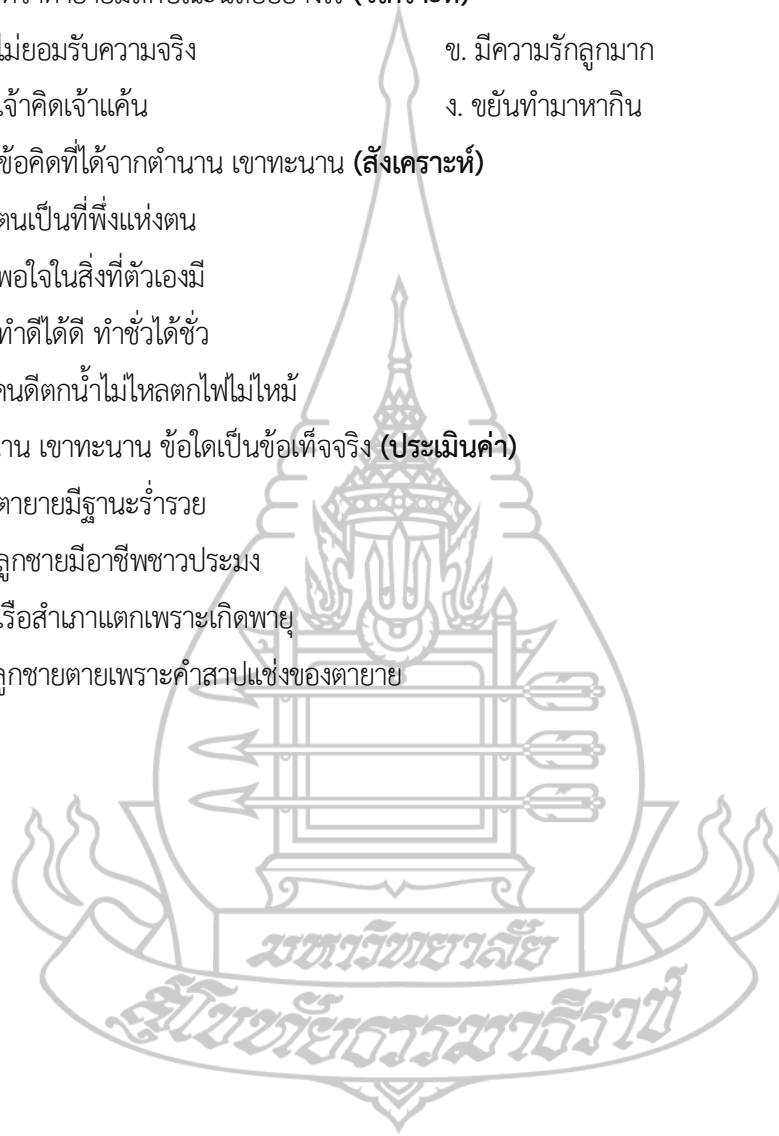 ไม่ยอมรับความจริง ข. มีความรักลูกมาก
เจ้าคิดเจ้าแค้น ง. ขยันทำมาหากิน
ข้อคิดที่ได้จากตำนาน เขาทะนาน (สังเคราะห์)
ตนเป็นที่พึ่งแห่งตน
พอใจในสิ่งที่ตัวเองมี
ทำดีได้ดี ทำชั่วได้ชั่ว
คนดีตกน้ำไม่ไหลตกไฟไม่ไหม้
เขาทะนาน ข้อใดเป็นข้อเท็จจริง (ประเมินค่า)
ตายายมีฐานะร่ำรวย
ลูกชายมีอาชีพชาวประมง
เรือสำเภาแตกเพราะเกิดพายุ
ลูกชายตายเพราะคำสาปแช่งของตายาย
มหาวิทยาลัย
สุโขทัยธรรมาธิราช